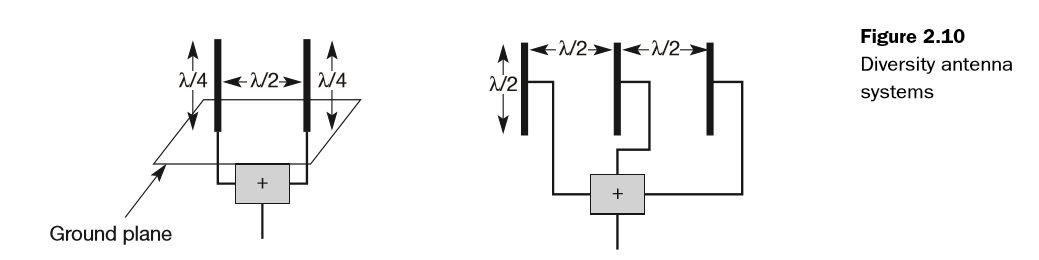 λ/4
λ/2
λ/4
+
Ground plane
λ/2
λ/2
λ/2
+
Figure 2.10
Diversity antenna
systems